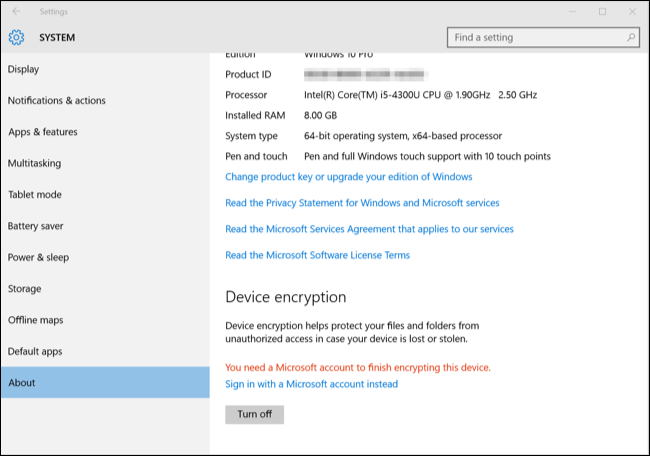 Settings
SYSTEM
Find a setting
Display
Notifications & actions
Apps & features
Multitasking
Tablet mode
Battery saver
Power & sleep
Storage
Offline maps
Default apps
About
Edition Windows 10 Pro
Product ID
Processor Intel(R) Core(TM) i5-4300U CPU @ 1.90GHz 2.50 GHz
Installed RAM 8.00 GB
System type 64-bit operating system, x64-based processor
Pen and touch Pen and full Windows touch support with 10 touch points
Change product key or upgrade your edition of Windows
Read the Privacy Statement for Windows and Microsoft services
Read the Microsoft Services Agreement that applies to our services
Read the Microsoft Software License Terms
Device encryption
Device encryption helps protect your files and folders from
unauthorized access in case your device is lost or stolen.
You need a Microsoft account to finish encrypting this device.
Sign in with a Microsoft account instead
Turn off